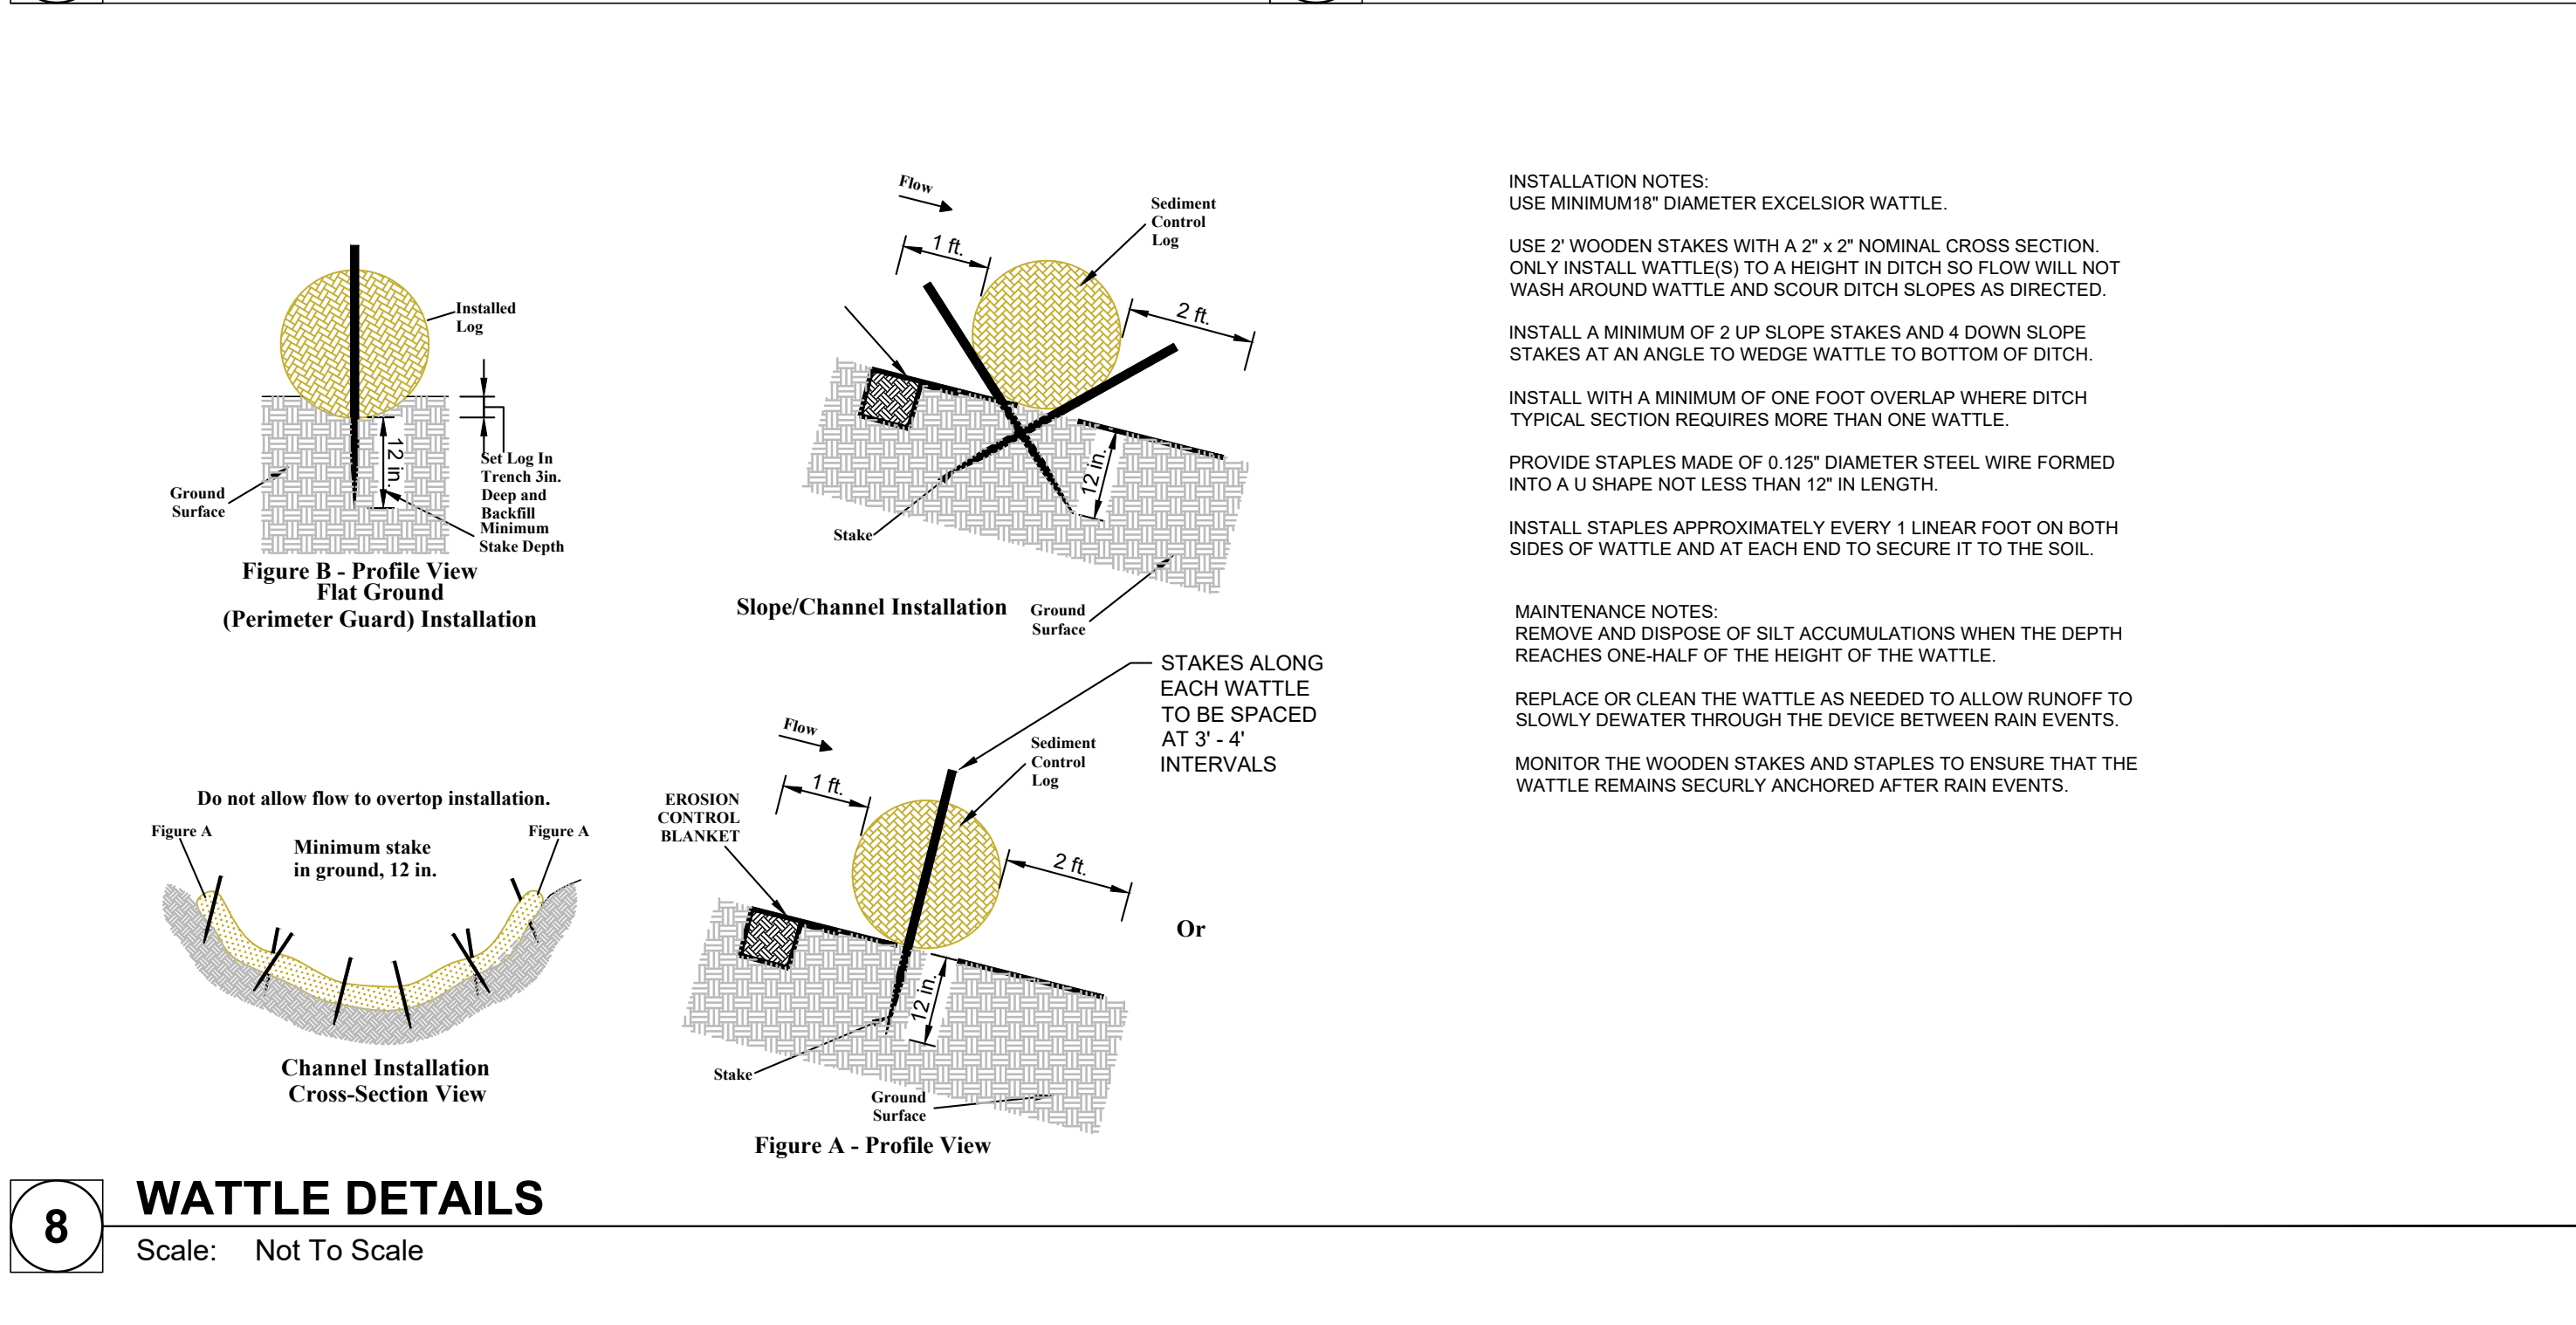 Installed
Log
12 in.
Set Log In
Trench 3in.
Deep and
Backfill
Minimum
Stake Depth
Ground
Surface
Figure B - Profile View
Flat Ground
(Perimeter Guard) Installation
Flow
1 ft.
Sediment
Control
Log
2 ft.
12 in.
Stake
Slope/Channel Installation
Ground
Surface
Do not allow flow to overtop installation.
Figure A
Figure A
Minimum stake
in ground, 12 in.
Channel Installation
Cross-Section View
STAKES ALONG
EACH WATTLE
TO BE SPACED
AT 3' - 4'
INTERVALS
Flow
1 ft.
Sediment
Control
Log
EROSION
CONTROL
BLANKET
2 ft.
Or
12 in.
Stake
Ground
Surface
Figure A - Profile View
INSTALLATION NOTES:
USE MINIMUM18" DIAMETER EXCELSIOR WATTLE.
USE 2' WOODEN STAKES WITH A 2" x 2" NOMINAL CROSS SECTION.
ONLY INSTALL WATTLE(S) TO A HEIGHT IN DITCH SO FLOW WILL NOT
WASH AROUND WATTLE AND SCOUR DITCH SLOPES AS DIRECTED.
INSTALL A MINIMUM OF 2 UP SLOPE STAKES AND 4 DOWN SLOPE
STAKES AT AN ANGLE TO WEDGE WATTLE TO BOTTOM OF DITCH.
INSTALL WITH A MINIMUM OF ONE FOOT OVERLAP WHERE DITCH
TYPICAL SECTION REQUIRES MORE THAN ONE WATTLE.
PROVIDE STAPLES MADE OF 0.125" DIAMETER STEEL WIRE FORMED
INTO A U SHAPE NOT LESS THAN 12" IN LENGTH.
INSTALL STAPLES APPROXIMATELY EVERY 1 LINEAR FOOT ON BOTH
SIDES OF WATTLE AND AT EACH END TO SECURE IT TO THE SOIL.
MAINTENANCE NOTES:
REMOVE AND DISPOSE OF SILT ACCUMULATIONS WHEN THE DEPTH
REACHES ONE-HALF OF THE HEIGHT OF THE WATTLE.
REPLACE OR CLEAN THE WATTLE AS NEEDED TO ALLOW RUNOFF TO
SLOWLY DEWATER THROUGH THE DEVICE BETWEEN RAIN EVENTS.
MONITOR THE WOODEN STAKES AND STAPLES TO ENSURE THAT THE
WATTLE REMAINS SECURLY ANCHORED AFTER RAIN EVENTS.
8
WATTLE DETAILS
Scale: Not To Scale